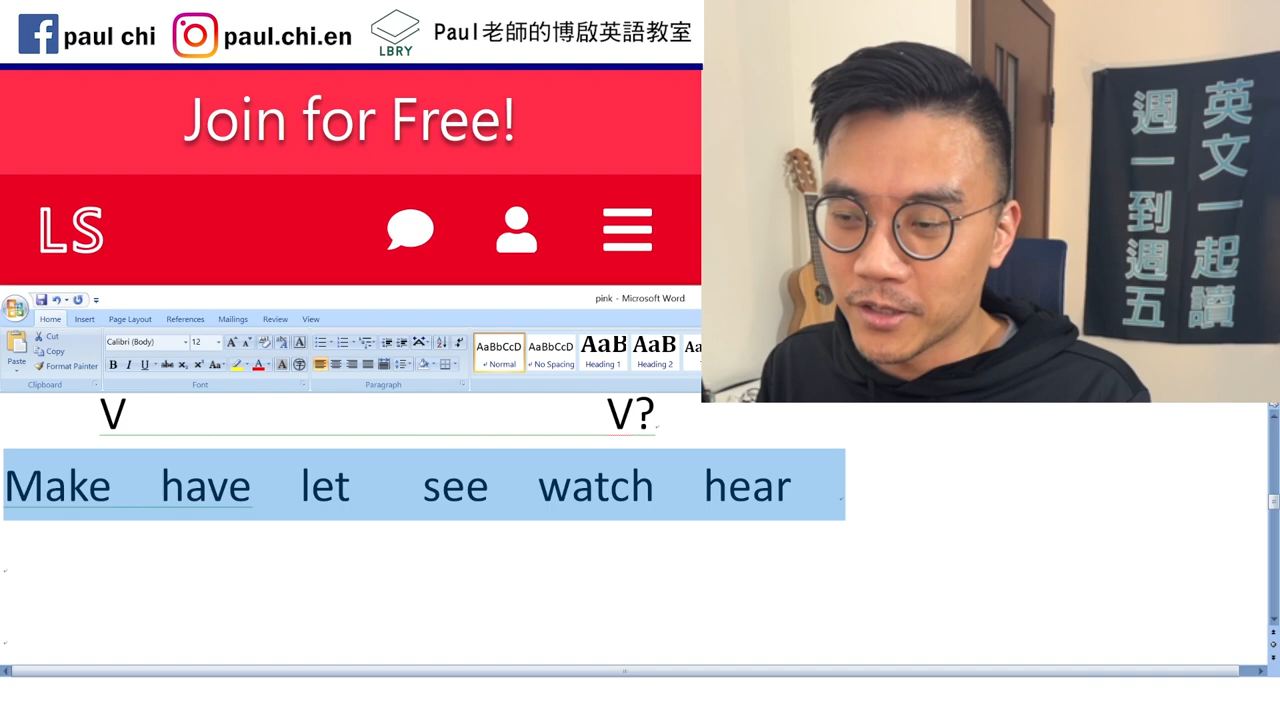 paul chi
paul.chi.en
LBRY
Paul老師的博啟英語教室
Join for Free!
LS
pink - Microsoft Word
Home Insert Page Layout References Mailings Review View
Paste
Cut
Copy
Format Painter
Clipboard
Calibri (Body) 12
Font
Paragraph
AaBbCcD
Normal
AaBbCcD
No Spacing
AaB
Heading 1
AaB
Heading 2
V V?
Make have let see watch hear
英文一起讀
週一到週五